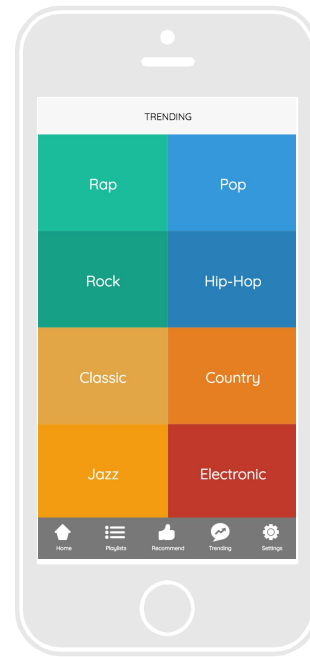 TRENDING
Rap Pop
Rock Hip-Hop
Classic Country
Jazz Electronic
Home Playlists Recommend Trending Settings